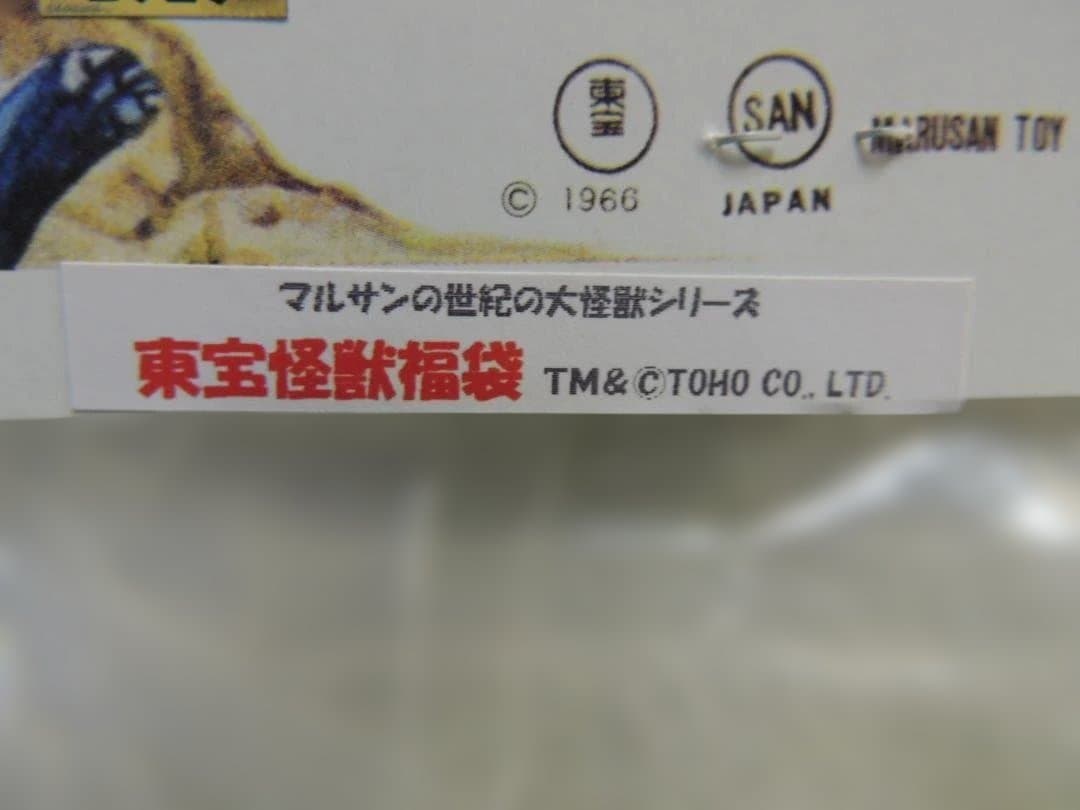 東宝
SAN
MARUSAN TOY
© 1966
JAPAN
マルサンの世紀の大怪獣シリーズ
東宝怪獣福袋 TM&©TOHO CO., LTD.